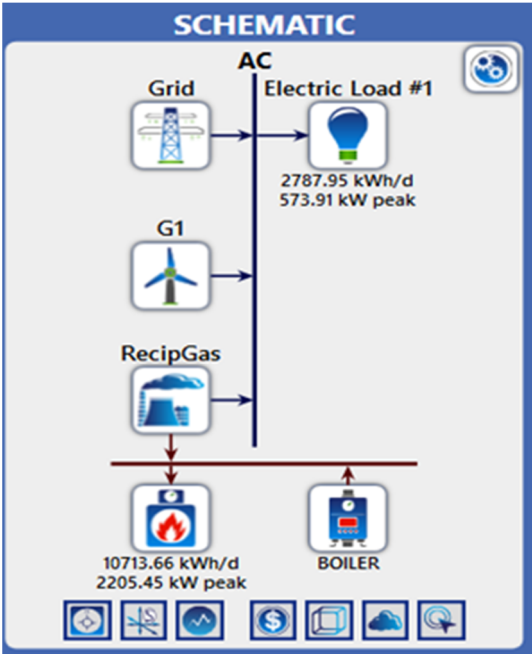 SCHEMATIC
AC
Grid
Electric Load #1
2787.95 kWh/d
573.91 kW peak
G1
RecipGas
10713.66 kWh/d
2205.45 kW peak
BOILER